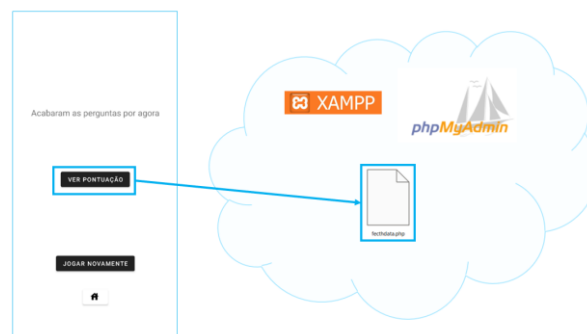 Acabaram as perguntas por agora
VER PONTUAÇÃO
JOGAR NOVAMENTE
XAMPP
phpMyAdmin
fecthdata.php